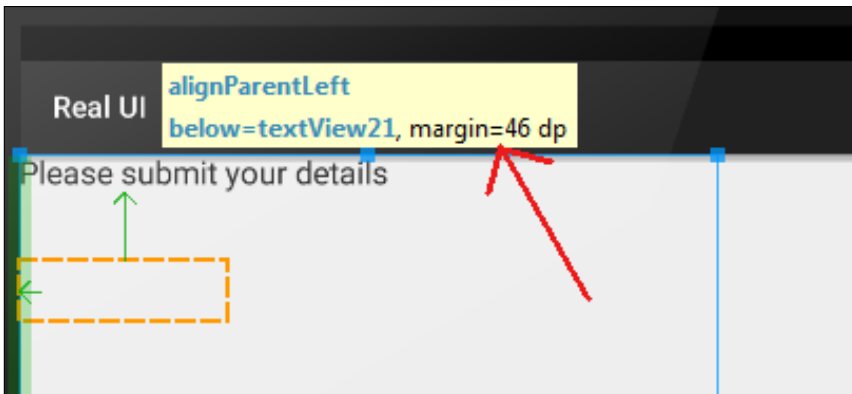 Real UI
alignParentLeft
below=textView21, margin=46 dp
Please submit your details